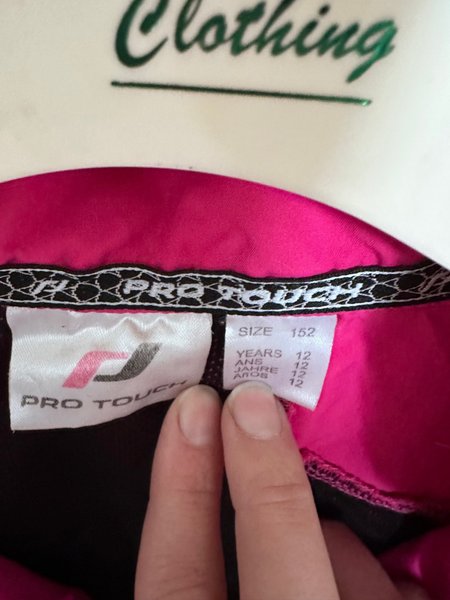 Clothing
PRO TOUCH
PRO TOUCH
SIZE 152
YEARS 12
ANS 12
JAHRE 12
AÑOS 12